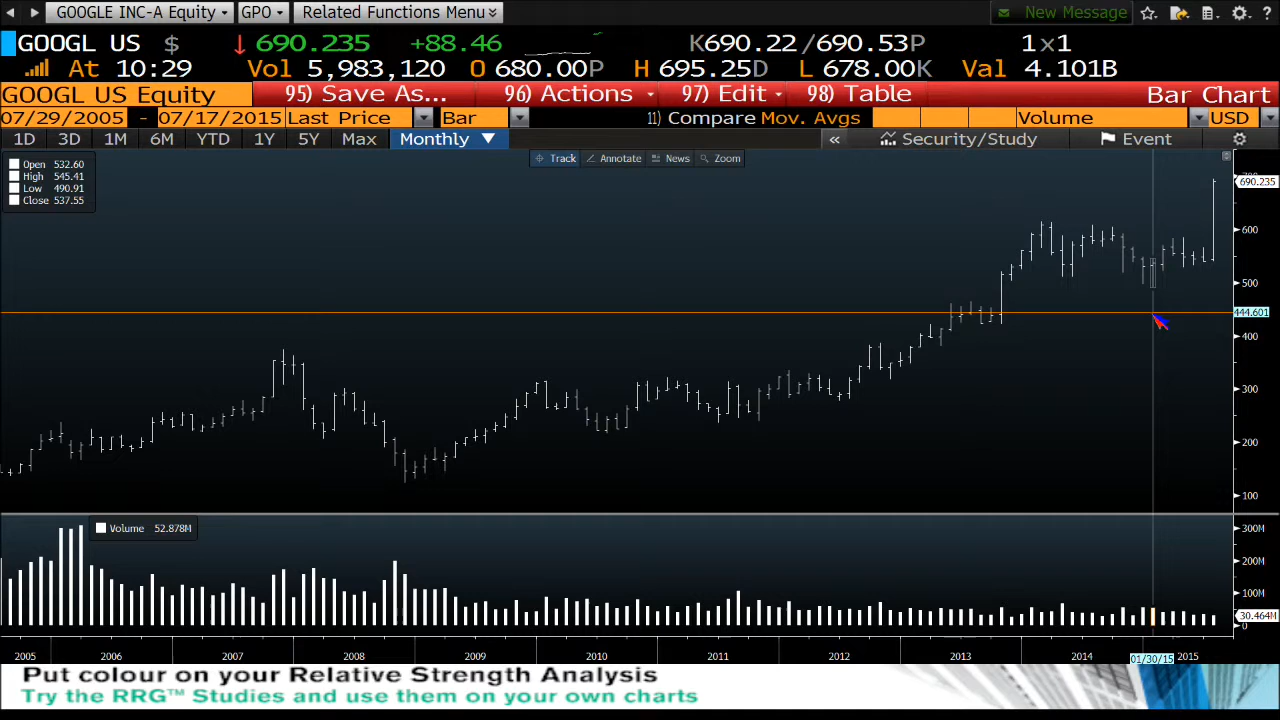 GOOGLE INC-A Equity GPO Related Functions Menu New Message ?
GOOGL US $ ↓ 690.235 +88.46 K690.22/690.53P 1x1
At 10:29 Vol 5,983,120 O 680.00P H 695.25D L 678.00K Val 4.101B
GOOGL US Equity 95) Save As... 96) Actions 97) Edit 98) Table Bar Chart
07/29/2005 - 07/17/2015 Last Price Bar 11) Compare Mov. Avgs Volume USD
1D 3D 1M 6M YTD 1Y 5Y Max Monthly ▼ « Security/Study Event
Track Annotate News Zoom
Open 532.60
High 545.41
Low 490.91
Close 537.55
690.235
600
500
444.601
400
300
200
100
Volume 52.878M
300M
200M
100M
30.464M
0
2005 2006 2007 2008 2009 2010 2011 2012 2013 2014 01/30/15 2015
Put colour on your Relative Strength Analysis
Try the RRG™ Studies and use them on your own charts